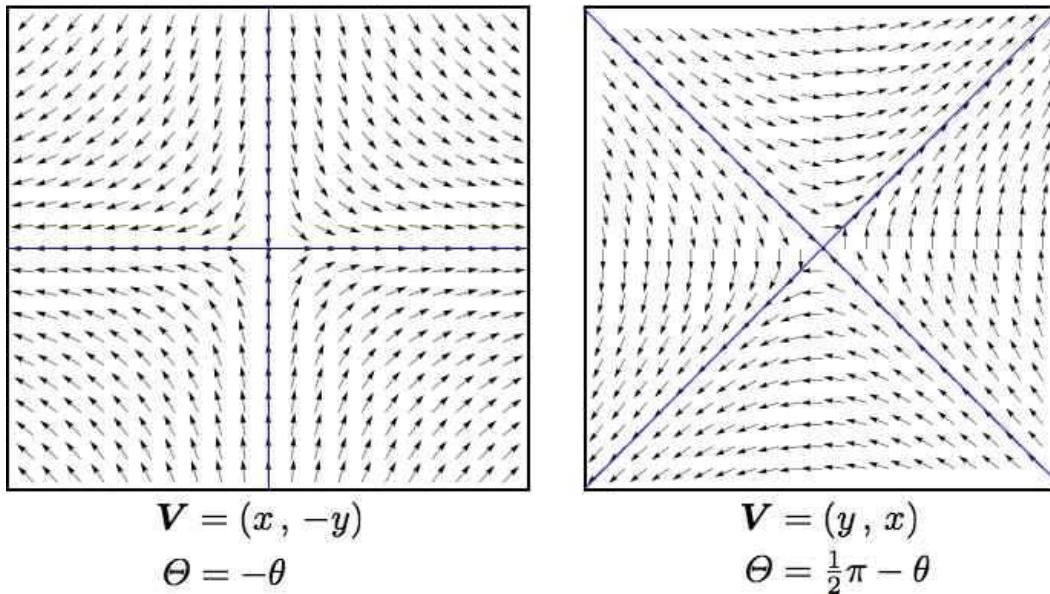 V = (x , −y)
Θ = −θ
V = (y , x)
Θ = ½π − θ